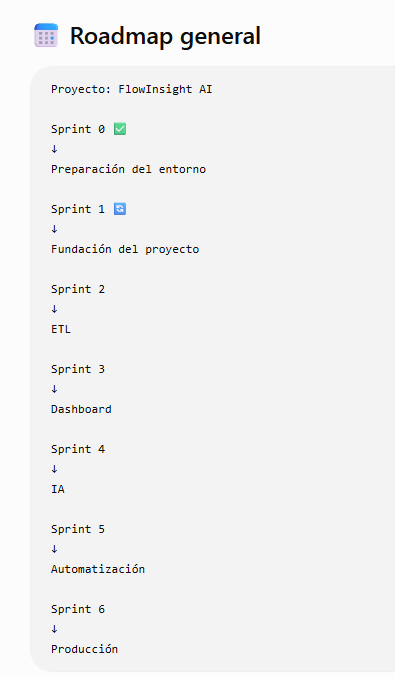 Roadmap general
Proyecto: FlowInsight AI
Sprint 0 ✅
↓
Preparación del entorno
Sprint 1 🔄
↓
Fundación del proyecto
Sprint 2
↓
ETL
Sprint 3
↓
Dashboard
Sprint 4
↓
IA
Sprint 5
↓
Automatización
Sprint 6
↓
Producción